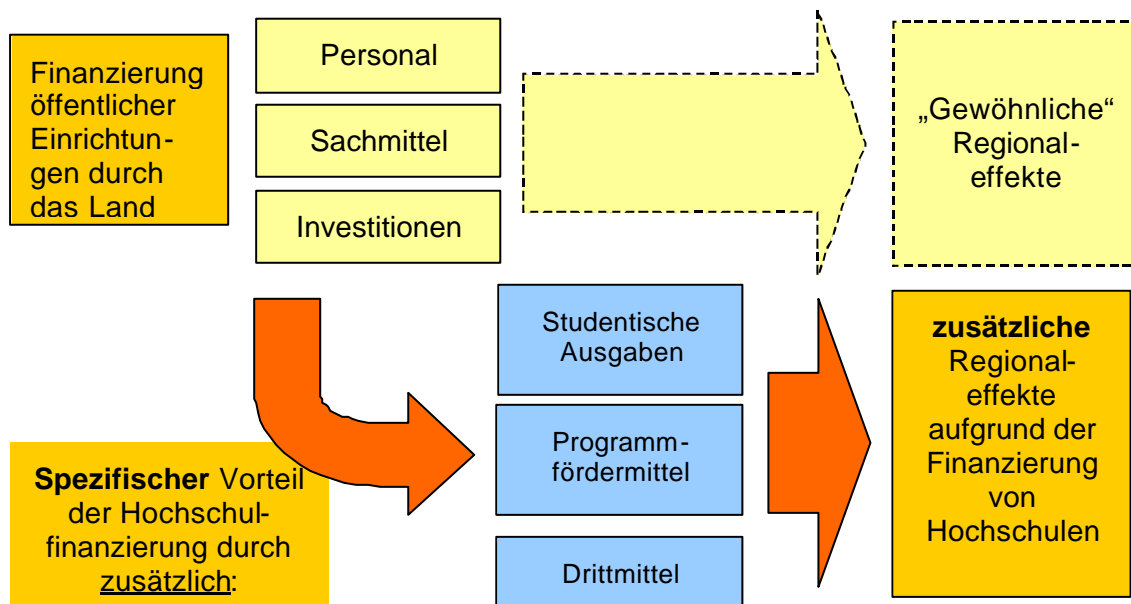 Finanzierung
öffentlicher
Einrichtun-
gen durch
das Land
Personal
Sachmittel
Investitionen
„Gewöhnliche“
Regional-
effekte
Spezifischer Vorteil
der Hochschul-
finanzierung durch
zusätzlich:
Studentische
Ausgaben
Programm-
fördermittel
Drittmittel
zusätzliche
Regional-
effekte
aufgrund der
Finanzierung
von
Hochschulen